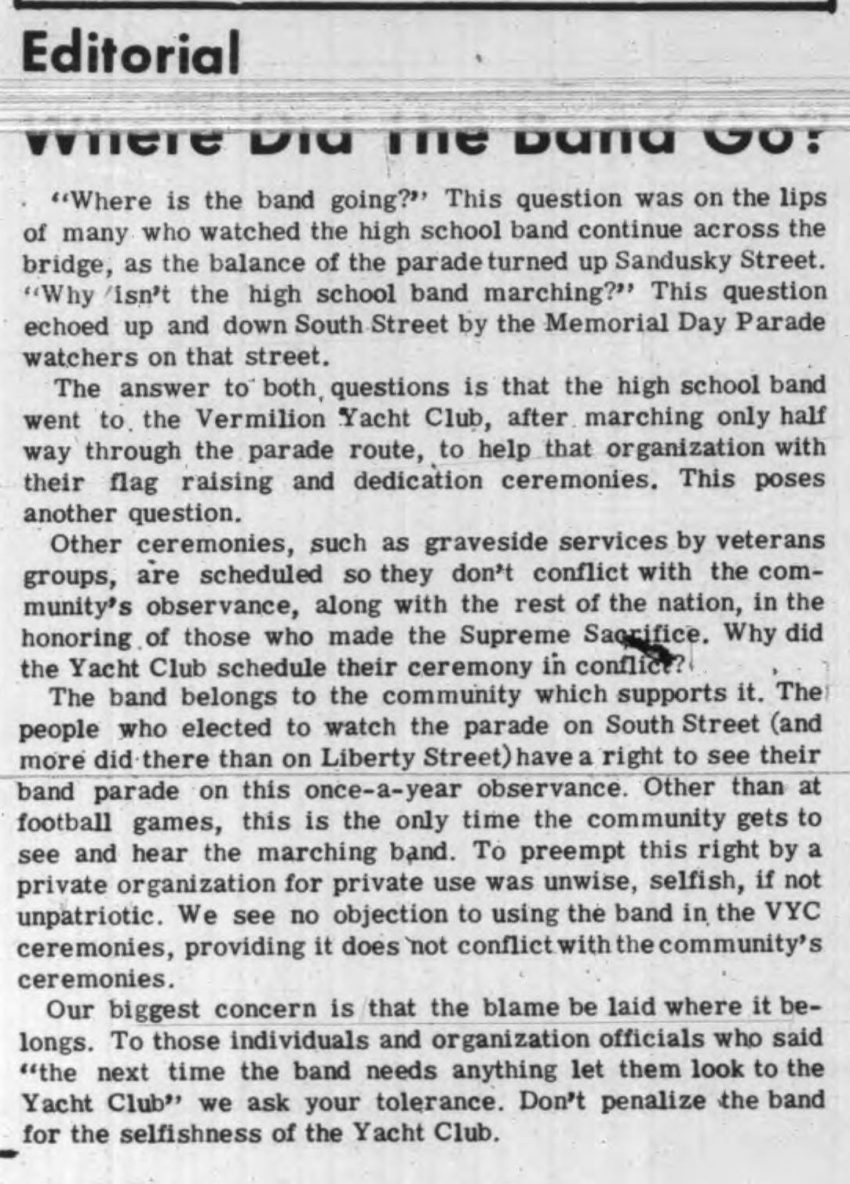 Editorial
Where Did The Band Go?
"Where is the band going?" This question was on the lips
of many who watched the high school band continue across the
bridge, as the balance of the parade turned up Sandusky Street.
"Why isn't the high school band marching?" This question
echoed up and down South Street by the Memorial Day Parade
watchers on that street.
The answer to both questions is that the high school band
went to the Vermilion Yacht Club, after marching only half
way through the parade route, to help that organization with
their flag raising and dedication ceremonies. This poses
another question.
Other ceremonies, such as graveside services by veterans
groups, are scheduled so they don't conflict with the com-
munity's observance, along with the rest of the nation, in the
honoring of those who made the Supreme Sacrifice. Why did
the Yacht Club schedule their ceremony in conflict?
The band belongs to the community which supports it. The
people who elected to watch the parade on South Street (and
more did there than on Liberty Street) have a right to see their
band parade on this once-a-year observance. Other than at
football games, this is the only time the community gets to
see and hear the marching band. To preempt this right by a
private organization for private use was unwise, selfish, if not
unpatriotic. We see no objection to using the band in the VYC
ceremonies, providing it does not conflict with the community's
ceremonies.
Our biggest concern is that the blame be laid where it be-
longs. To those individuals and organization officials who said
"the next time the band needs anything let them look to the
Yacht Club" we ask your tolerance. Don't penalize the band
for the selfishness of the Yacht Club.